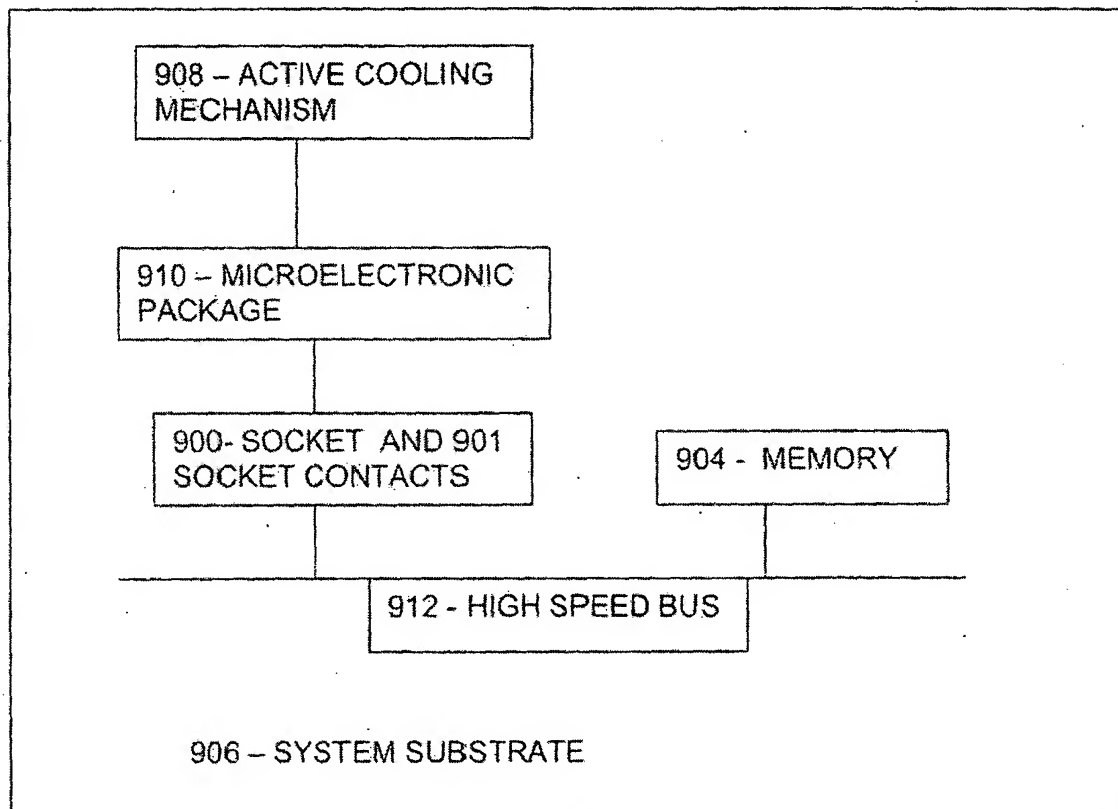 908 – ACTIVE COOLING
MECHANISM
910 – MICROELECTRONIC
PACKAGE
900- SOCKET AND 901
SOCKET CONTACTS
904 - MEMORY
912 - HIGH SPEED BUS
906 – SYSTEM SUBSTRATE